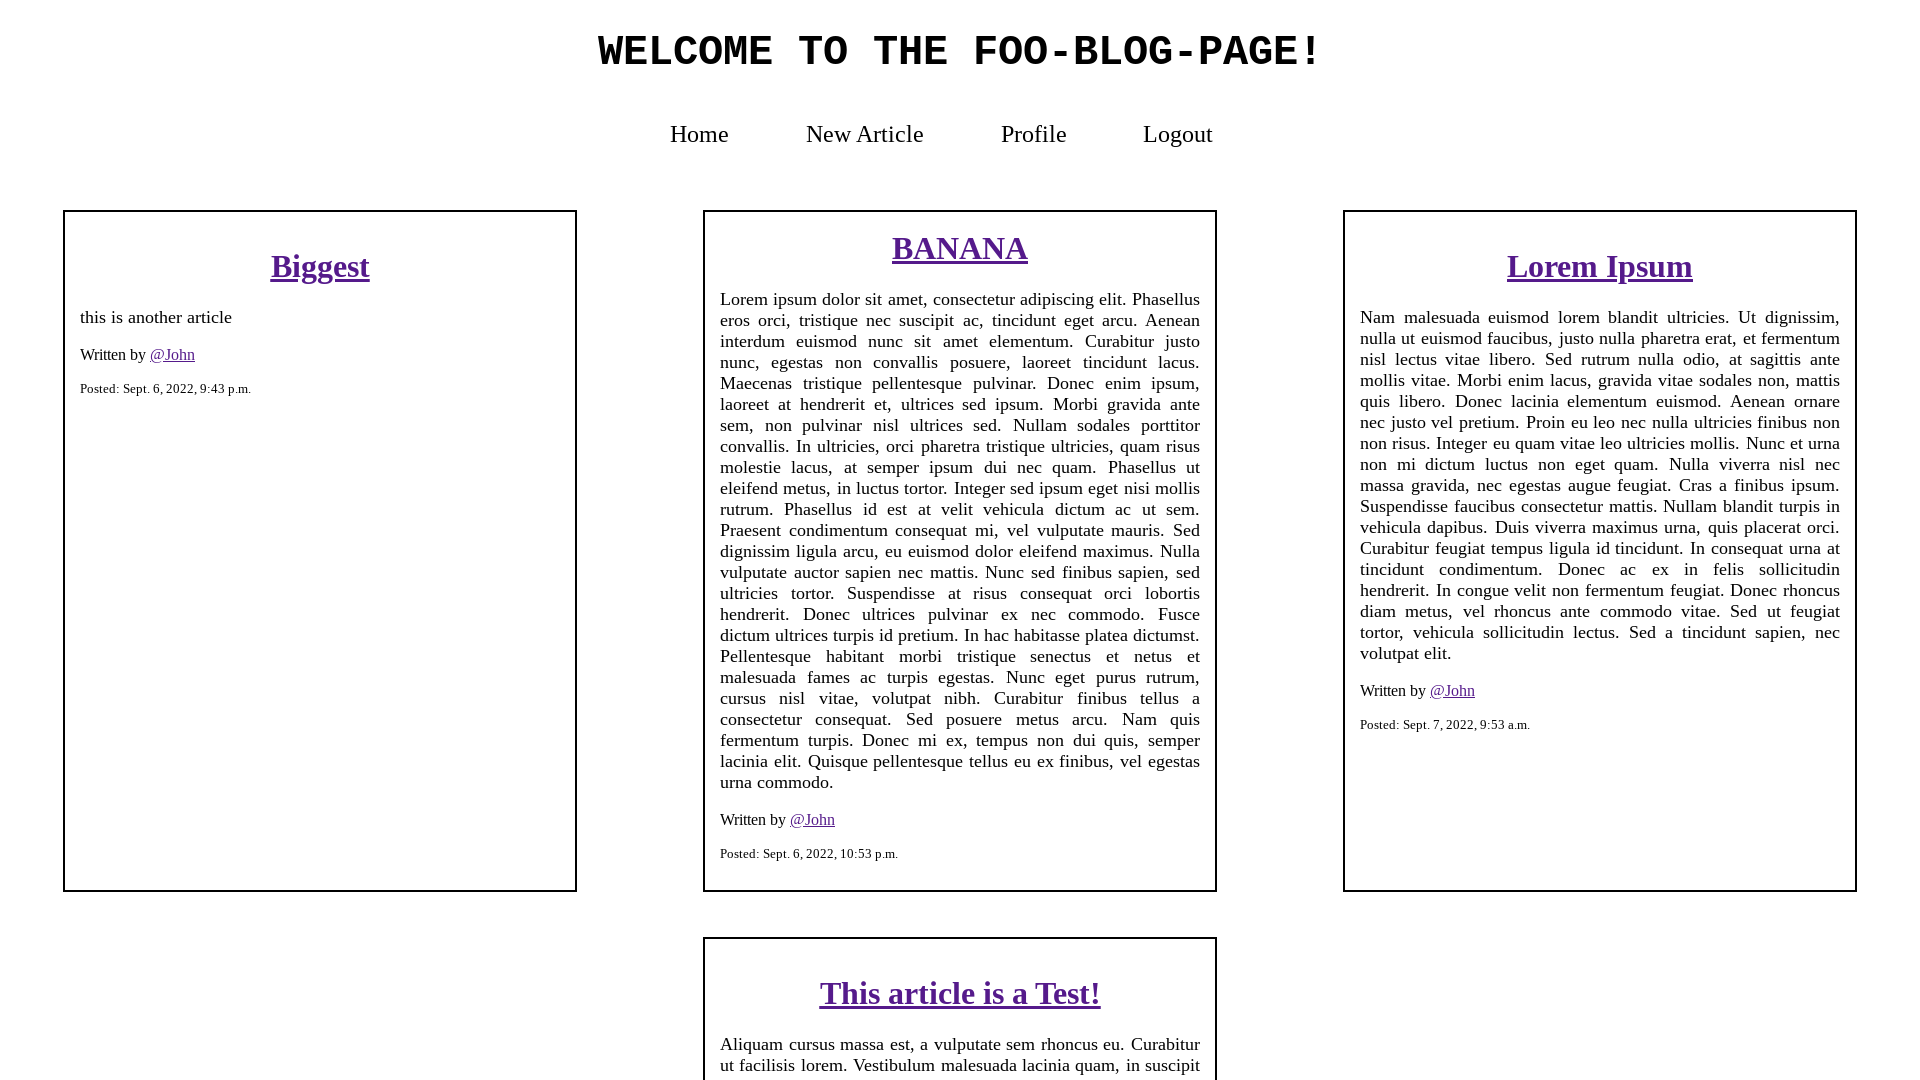 WELCOME TO THE FOO-BLOG-PAGE!
Home
New Article
Profile
Logout
Biggest
this is another article
Written by @John
Posted: Sept. 6, 2022, 9:43 p.m.
BANANA
Lorem ipsum dolor sit amet, consectetur adipiscing elit. Phasellus
eros orci, tristique nec suscipit ac, tincidunt eget arcu. Aenean
interdum euismod nunc sit amet elementum. Curabitur justo
nunc, egestas non convallis posuere, laoreet tincidunt lacus.
Maecenas tristique pellentesque pulvinar. Donec enim ipsum,
laoreet at hendrerit et, ultrices sed ipsum. Morbi gravida ante
sem, non pulvinar nisl ultrices sed. Nullam sodales porttitor
convallis. In ultricies, orci pharetra tristique ultricies, quam risus
molestie lacus, at semper ipsum dui nec quam. Phasellus ut
eleifend metus, in luctus tortor. Integer sed ipsum eget nisi mollis
rutrum. Phasellus id est at velit vehicula dictum ac ut sem.
Praesent condimentum consequat mi, vel vulputate mauris. Sed
dignissim ligula arcu, eu euismod dolor eleifend maximus. Nulla
vulputate auctor sapien nec mattis. Nunc sed finibus sapien, sed
ultricies tortor. Suspendisse at risus consequat orci lobortis
hendrerit. Donec ultrices pulvinar ex nec commodo. Fusce
dictum ultrices turpis id pretium. In hac habitasse platea dictumst.
Pellentesque habitant morbi tristique senectus et netus et
malesuada fames ac turpis egestas. Nunc eget purus rutrum,
cursus nisl vitae, volutpat nibh. Curabitur finibus tellus a
consectetur consequat. Sed posuere metus arcu. Nam quis
fermentum turpis. Donec mi ex, tempus non dui quis, semper
lacinia elit. Quisque pellentesque tellus eu ex finibus, vel egestas
urna commodo.
Written by @John
Posted: Sept. 6, 2022, 10:53 p.m.
Lorem Ipsum
Nam malesuada euismod lorem blandit ultricies. Ut dignissim,
nulla ut euismod faucibus, justo nulla pharetra erat, et fermentum
nisl lectus vitae libero. Sed rutrum nulla odio, at sagittis ante
mollis vitae. Morbi enim lacus, gravida vitae sodales non, mattis
quis libero. Donec lacinia elementum euismod. Aenean ornare
nec justo vel pretium. Proin eu leo nec nulla ultricies finibus non
non risus. Integer eu quam vitae leo ultricies mollis. Nunc et urna
non mi dictum luctus non eget quam. Nulla viverra nisl nec
massa gravida, nec egestas augue feugiat. Cras a finibus ipsum.
Suspendisse faucibus consectetur mattis. Nullam blandit turpis in
vehicula dapibus. Duis viverra maximus urna, quis placerat orci.
Curabitur feugiat tempus ligula id tincidunt. In consequat urna at
tincidunt condimentum. Donec ac ex in felis sollicitudin
hendrerit. In congue velit non fermentum feugiat. Donec rhoncus
diam metus, vel rhoncus ante commodo vitae. Sed ut feugiat
tortor, vehicula sollicitudin lectus. Sed a tincidunt sapien, nec
volutpat elit.
Written by @John
Posted: Sept. 7, 2022, 9:53 a.m.
This article is a Test!
Aliquam cursus massa est, a vulputate sem rhoncus eu. Curabitur
ut facilisis lorem. Vestibulum malesuada lacinia quam, in suscipit